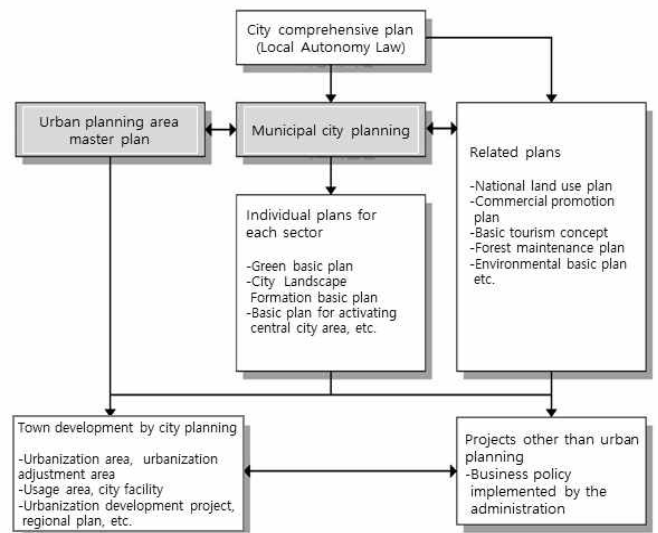 City comprehensive plan
(Local Autonomy Law)
Urban planning area
master plan
Municipal city planning
Related plans
-National land use plan
-Commercial promotion
plan
-Basic tourism concept
-Forest maintenance plan
-Environmental basic plan
etc.
Individual plans for
each sector
-Green basic plan
-City Landscape
Formation basic plan
-Basic plan for activating
central city area, etc.
Town development by city planning
-Urbanization area, urbanization
adjustment area
-Usage area, city facility
-Urbanization development project,
regional plan, etc.
Projects other than urban
planning
-Business policy
implemented by the
administration